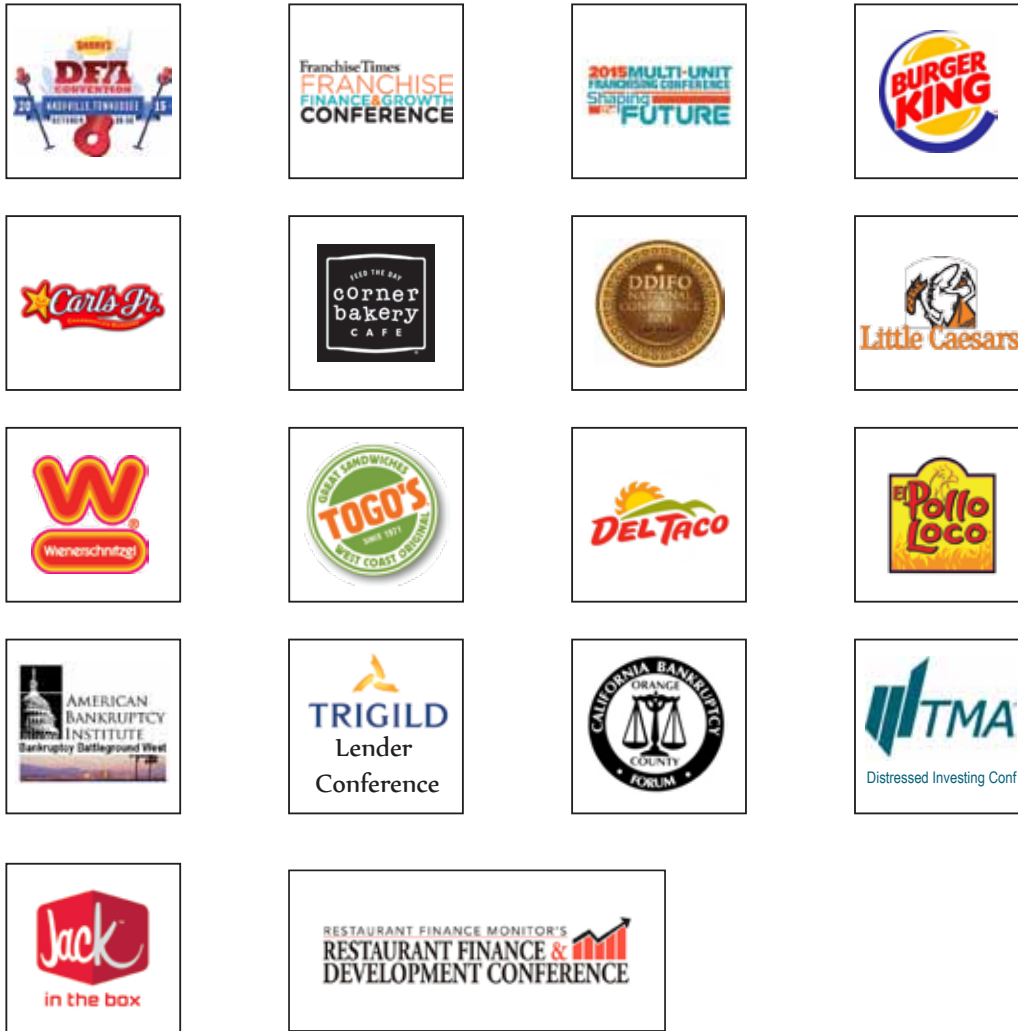 DENNY'S
DFA
CONVENTION
20 NASHVILLE, TENNESSEE 15
OCTOBER
FranchiseTimes
FRANCHISE
FINANCE&GROWTH
CONFERENCE
2015 MULTI-UNIT
FRANCHISING CONFERENCE
Shaping
FUTURE
BURGER
KING
Carl's Jr.
CHARBROILED BURGERS
FEED THE DAY
corner
bakery
CAFE
DDIFO
NATIONAL
CONFERENCE
Little Caesars
W
®
Wienerschnitzel
GREAT SANDWICHES
TOGO'S
SINCE 1971
WEST COAST ORIGINAL
DEL TACO
El Pollo
Loco
AMERICAN
BANKRUPTCY
INSTITUTE
Bankruptcy Battleground West
TRIGILD
Lender
Conference
CALIFORNIA BANKRUPTCY
ORANGE
COUNTY
• FORUM •
TMA
Distressed Investing Conf
Jack™
in the box
RESTAURANT FINANCE MONITOR'S
RESTAURANT FINANCE &
DEVELOPMENT CONFERENCE